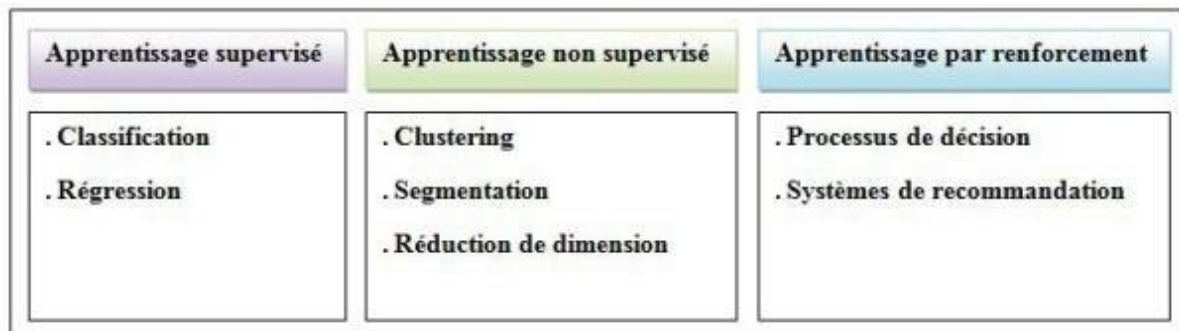 Apprentissage supervisé
. Classification
. Régression
Apprentissage non supervisé
. Clustering
. Segmentation
. Réduction de dimension
Apprentissage par renforcement
. Processus de décision
. Systèmes de recommandation